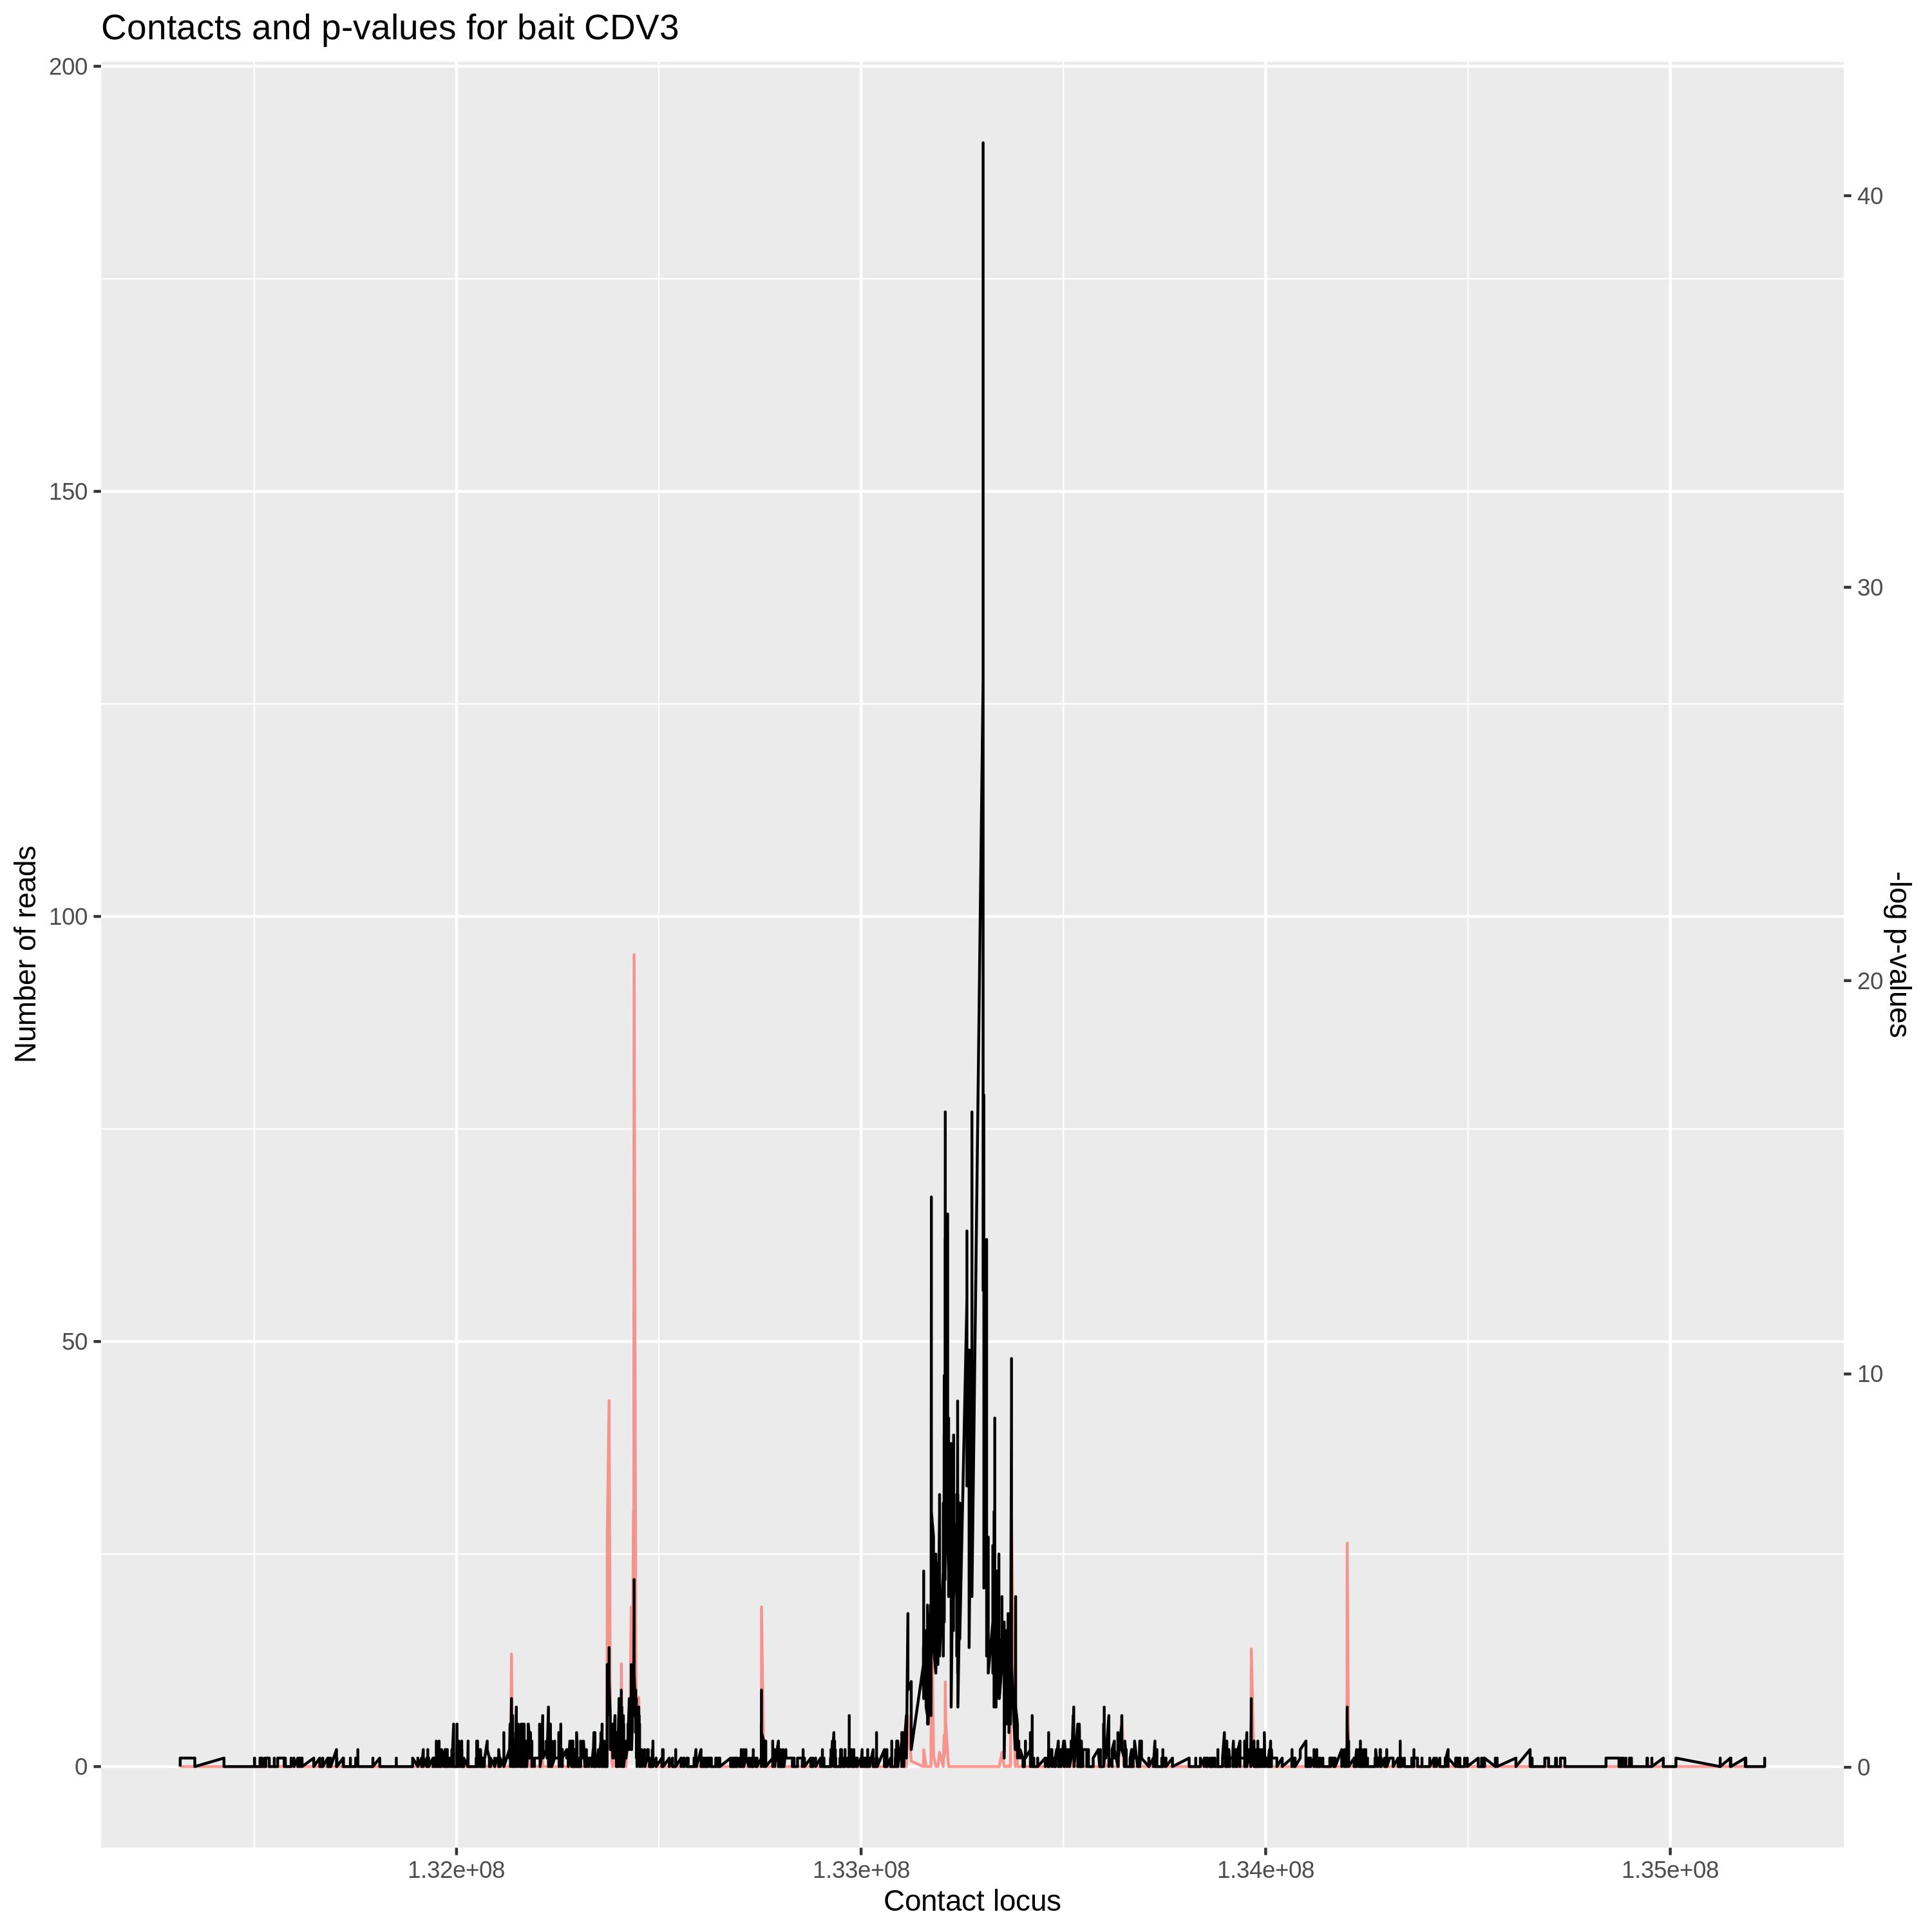 Contacts and p-values for bait CDV3
200
150
100
50
0
Number of reads
40
30
20
10
0
-log p-values
1.32e+08
1.33e+08
1.34e+08
1.35e+08
Contact locus